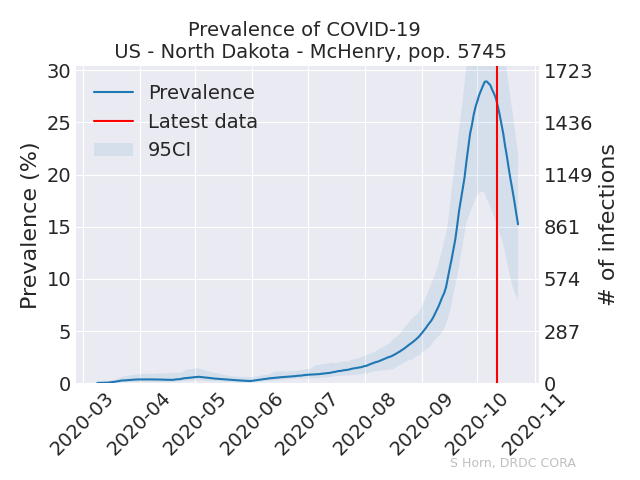 Prevalence of COVID-19
US - North Dakota - McHenry, pop. 5745
Prevalence
Latest data
95CI
Prevalence (%)
30
25
20
15
10
5
0
1723
1436
1149
861
574
287
0
# of infections
2020-03
2020-04
2020-05
2020-06
2020-07
2020-08
2020-09
2020-10
2020-11
S Horn, DRDC CORA